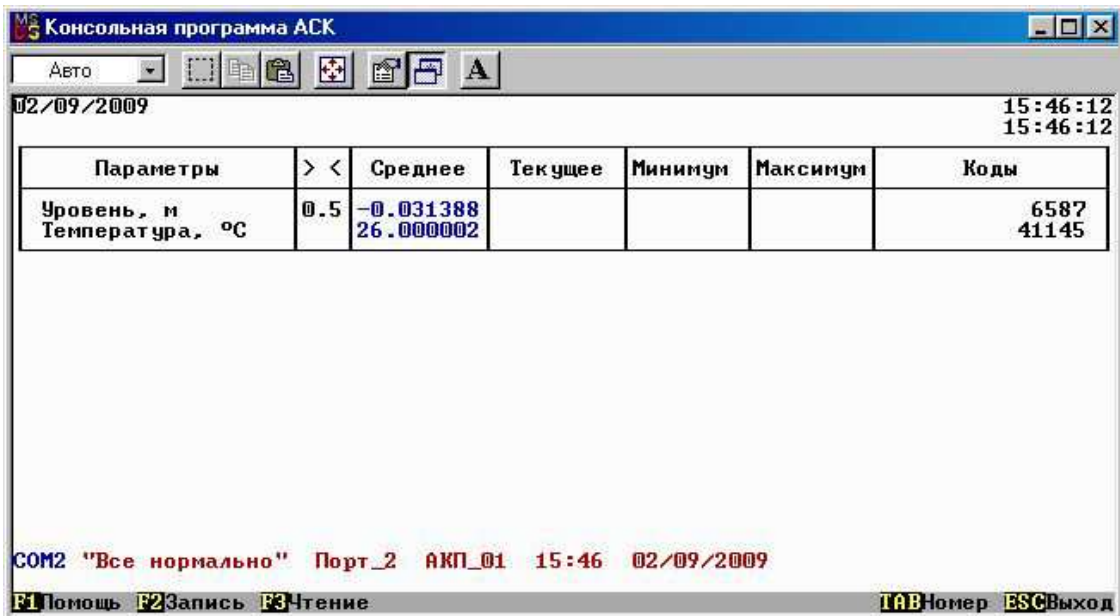 Консольная программа АСК
Авто
A
02/09/2009 15:46:12
15:46:12
Параметры > < Среднее Текущее Минимум Максимум Коды
Уровень, м 0.5 -0.031388 6587
Температура, ºС 26.000002 41145
COM2 "Все нормально" Порт_2 АКП_01 15:46 02/09/2009
F1Помощь F2Запись F3Чтение TABНомер ESCВыход